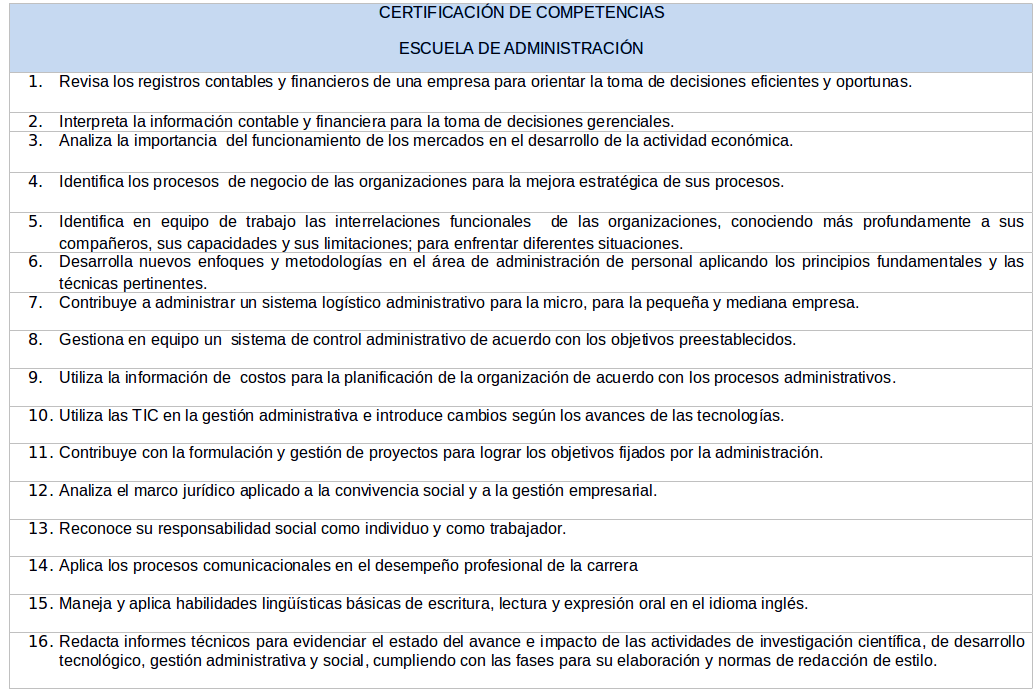 CERTIFICACIÓN DE COMPETENCIAS
ESCUELA DE ADMINISTRACIÓN
1. Revisa los registros contables y financieros de una empresa para orientar la toma de decisiones eficientes y oportunas.
2. Interpreta la información contable y financiera para la toma de decisiones gerenciales.
3. Analiza la importancia  del funcionamiento de los mercados en el desarrollo de la actividad económica.
4. Identifica los procesos  de negocio de las organizaciones para la mejora estratégica de sus procesos.
5. Identifica en equipo de trabajo las interrelaciones funcionales  de las organizaciones, conociendo más profundamente a sus
compañeros, sus capacidades y sus limitaciones; para enfrentar diferentes situaciones.
6. Desarrolla nuevos enfoques y metodologías en el área de administración de personal aplicando los principios fundamentales y las
técnicas pertinentes.
7. Contribuye a administrar un sistema logístico administrativo para la micro, para la pequeña y mediana empresa.
8. Gestiona en equipo un  sistema de control administrativo de acuerdo con los objetivos preestablecidos.
9. Utiliza la información de  costos para la planificación de la organización de acuerdo con los procesos administrativos.
10. Utiliza las TIC en la gestión administrativa e introduce cambios según los avances de las tecnologías.
11. Contribuye con la formulación y gestión de proyectos para lograr los objetivos fijados por la administración.
12. Analiza el marco jurídico aplicado a la convivencia social y a la gestión empresarial.
13. Reconoce su responsabilidad social como individuo y como trabajador.
14. Aplica los procesos comunicacionales en el desempeño profesional de la carrera
15. Maneja y aplica habilidades lingüísticas básicas de escritura, lectura y expresión oral en el idioma inglés.
16. Redacta informes técnicos para evidenciar el estado del avance e impacto de las actividades de investigación científica, de desarrollo
tecnológico, gestión administrativa y social, cumpliendo con las fases para su elaboración y normas de redacción de estilo.